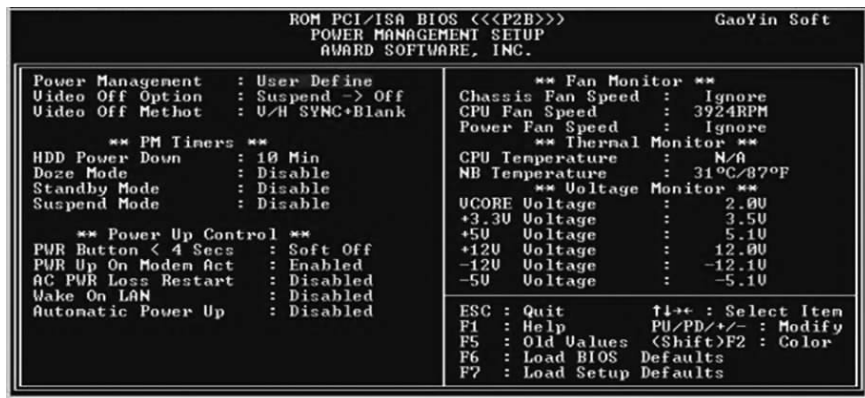 ROM PCI/ISA BIOS <<<P2B>>>
GaoYin Soft
POWER MANAGEMENT SETUP
AWARD SOFTWARE, INC.
Power Management : User Define
Video Off Option : Suspend -> Off
Video Off Methot : V/H SYNC+Blank
** PM Timers **
HDD Power Down : 10 Min
Doze Mode : Disable
Standby Mode : Disable
Suspend Mode : Disable
** Power Up Control **
PWR Button < 4 Secs : Soft Off
PWR Up On Modem Act : Enabled
AC PWR Loss Restart : Disabled
Wake On LAN : Disabled
Automatic Power Up : Disabled
** Fan Monitor **
Chassis Fan Speed : Ignore
CPU Fan Speed : 3924RPM
Power Fan Speed : Ignore
** Thermal Monitor **
CPU Temperature : N/A
NB Temperature : 31ºC/87ºF
** Voltage Monitor **
VCORE Voltage : 2.0V
+3.3V Voltage : 3.5V
+5V Voltage : 5.1V
+12V Voltage : 12.0V
-12V Voltage : -12.1V
-5V Voltage : -5.1V
ESC : Quit ↑↓→← : Select Item
F1 : Help PU/PD/+/- : Modify
F5 : Old Values (Shift)F2 : Color
F6 : Load BIOS Defaults
F7 : Load Setup Defaults